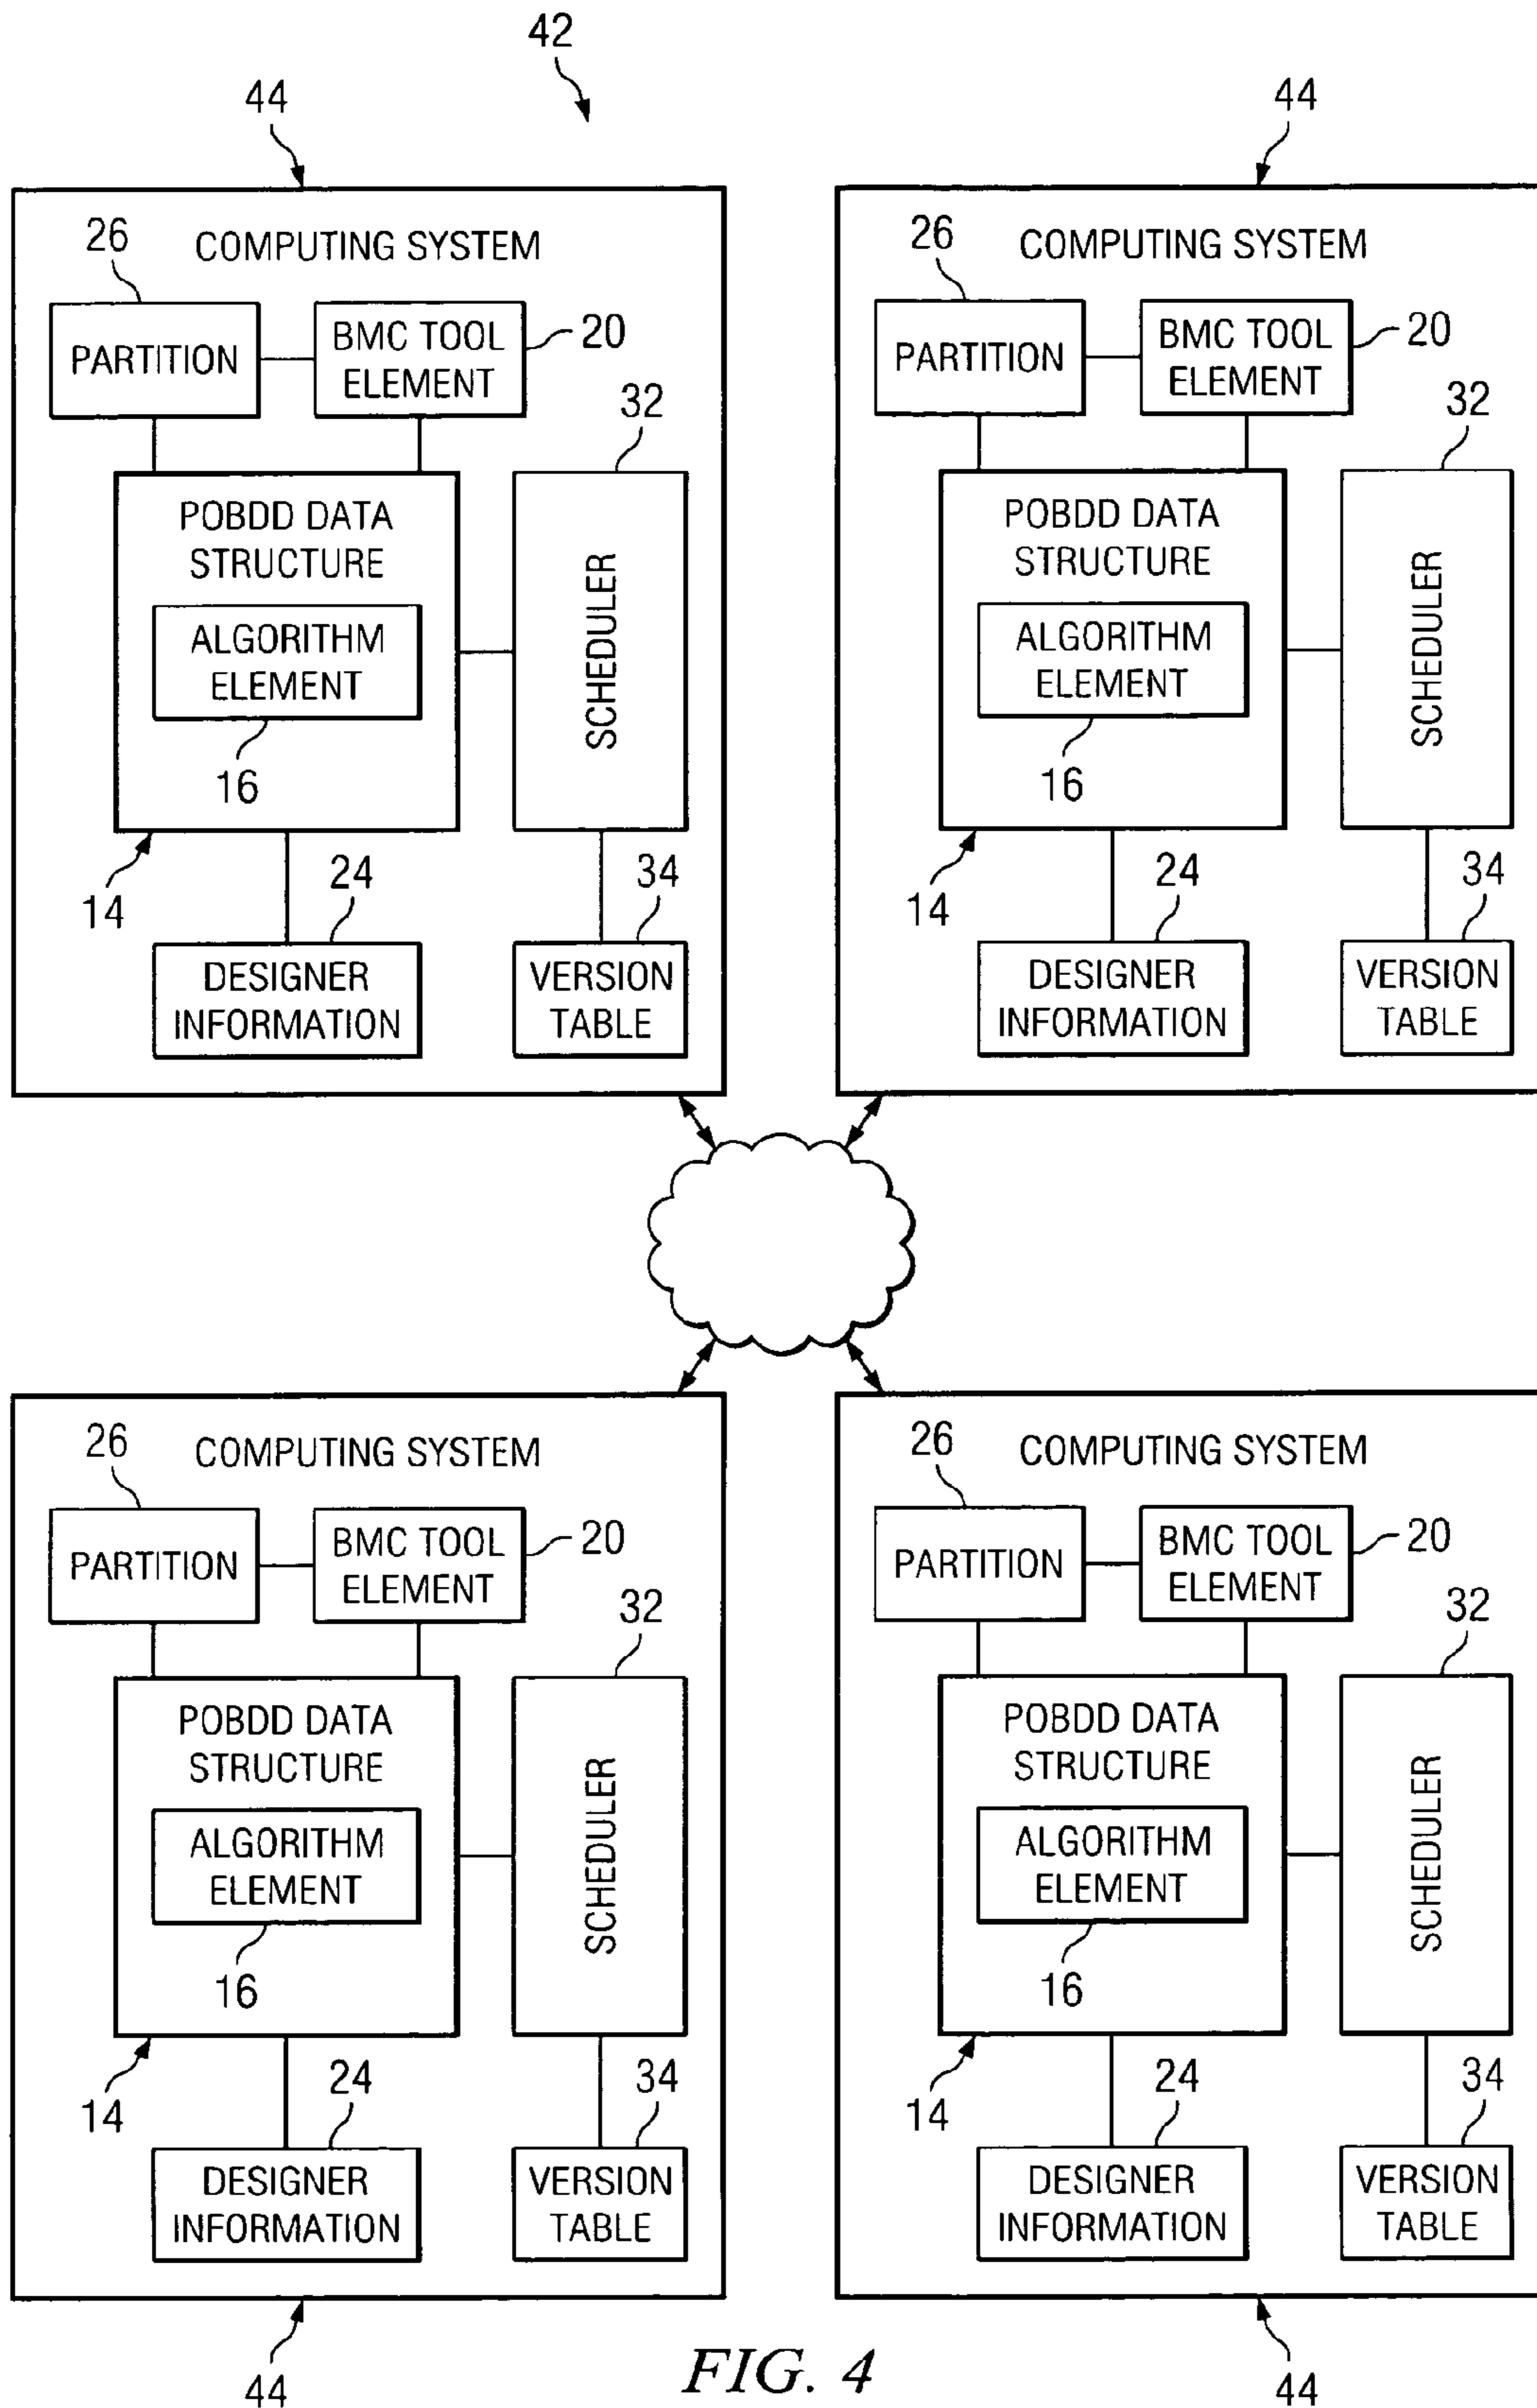 42
44
44
COMPUTING SYSTEM
26
PARTITION
BMC TOOL
ELEMENT
20
32
POBDD DATA
STRUCTURE
ALGORITHM
ELEMENT
16
SCHEDULER
14
24
34
DESIGNER
INFORMATION
VERSION
TABLE
COMPUTING SYSTEM
26
PARTITION
BMC TOOL
ELEMENT
20
32
POBDD DATA
STRUCTURE
ALGORITHM
ELEMENT
16
SCHEDULER
14
24
34
DESIGNER
INFORMATION
VERSION
TABLE
COMPUTING SYSTEM
26
PARTITION
BMC TOOL
ELEMENT
20
32
POBDD DATA
STRUCTURE
ALGORITHM
ELEMENT
16
SCHEDULER
14
24
34
DESIGNER
INFORMATION
VERSION
TABLE
COMPUTING SYSTEM
26
PARTITION
BMC TOOL
ELEMENT
20
32
POBDD DATA
STRUCTURE
ALGORITHM
ELEMENT
16
SCHEDULER
14
24
34
DESIGNER
INFORMATION
VERSION
TABLE
44
44
FIG. 4